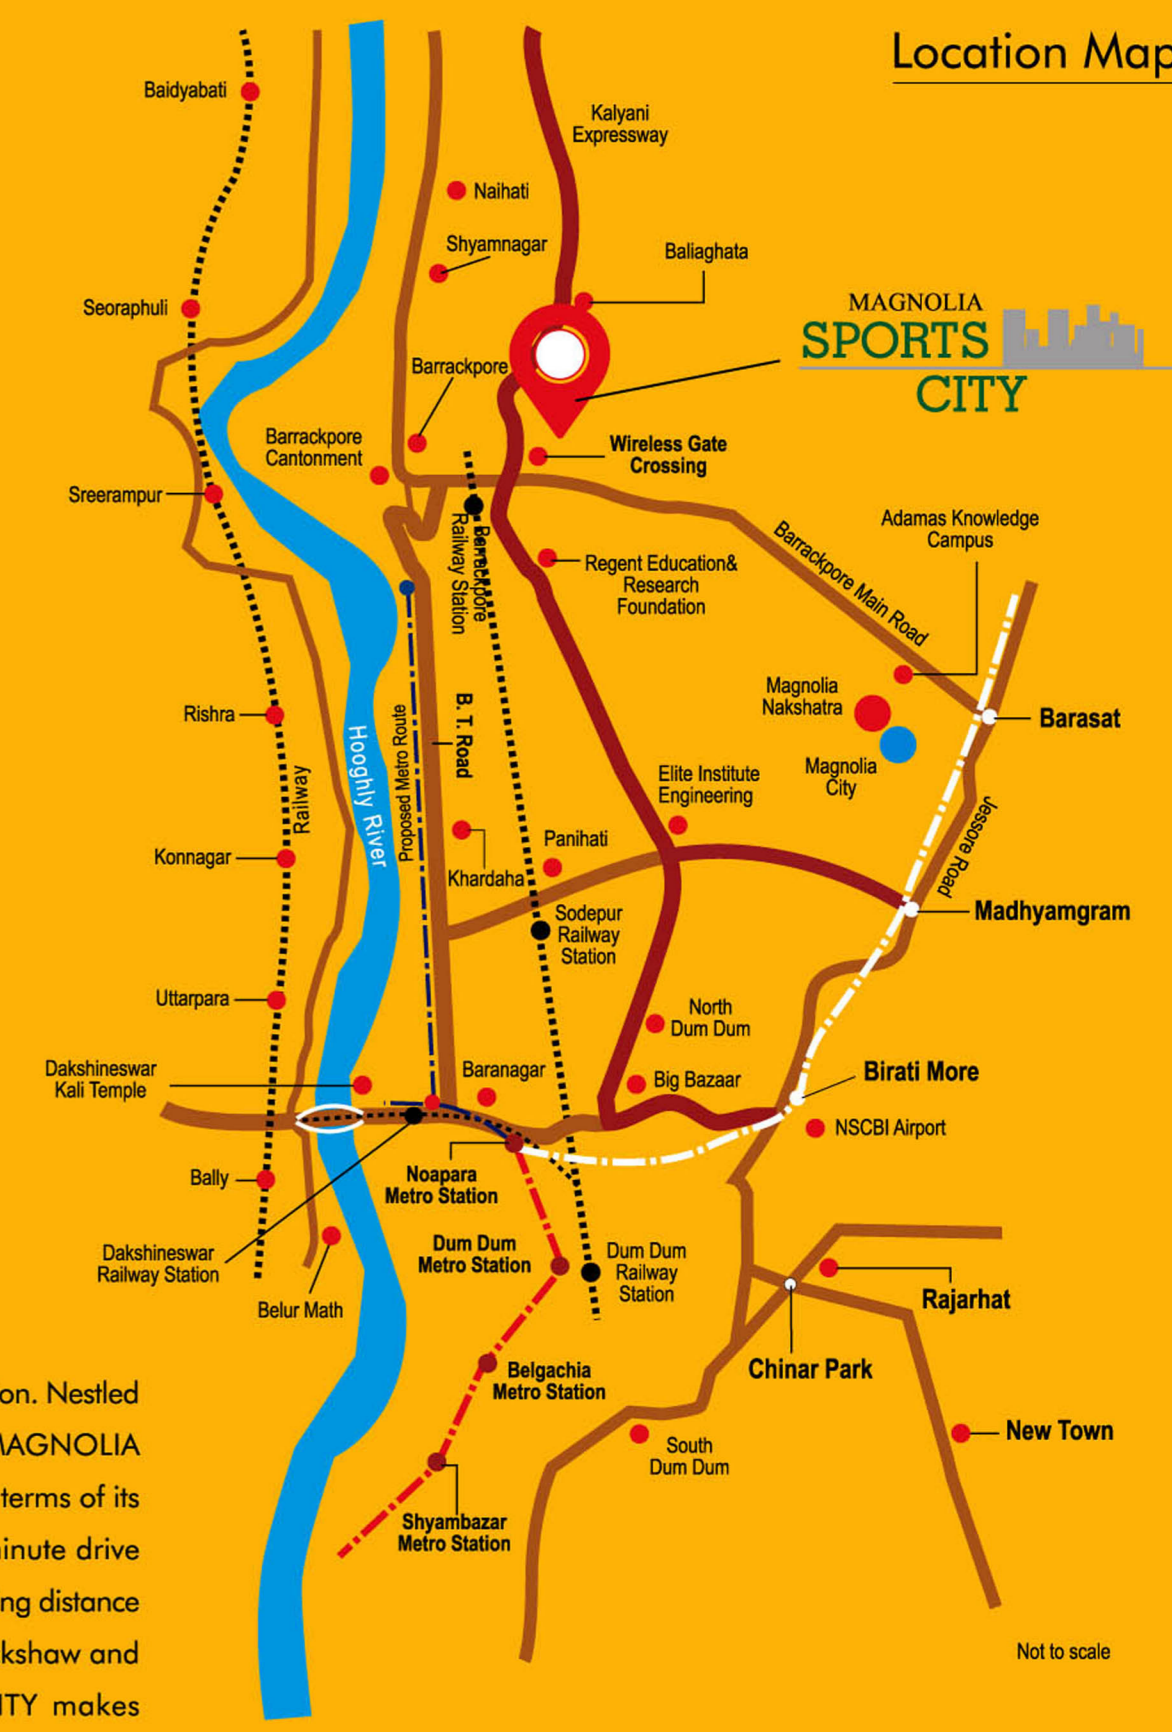 Location Map
Baidyabati
Kalyani
Expressway
Naihati
Shyamnagar
Baliaghata
Seoraphuli
MAGNOLIA
SPORTS
CITY
Barrackpore
Barrackpore
Cantonment
Wireless Gate
Crossing
Sreerampur
Adamas Knowledge
Campus
Barrackpore
Railway Station
Barrackpore Main Road
Regent Education&
Research
Foundation
Magnolia
Nakshatra
Rishra
Barasat
B. T. Road
Proposed Metro Route
Hooghly River
Railway
Magnolia
City
Elite Institute
Engineering
Jessore Road
Panihati
Konnagar
Khardaha
Madhyamgram
Sodepur
Railway
Station
Uttarpara
North
Dum Dum
Dakshineswar
Kali Temple
Baranagar
Big Bazaar
Birati More
NSCBI Airport
Bally
Noapara
Metro Station
Dakshineswar
Railway Station
Dum Dum
Metro Station
Dum Dum
Railway
Station
Belur Math
Rajarhat
Chinar Park
Belgachia
Metro Station
New Town
South
Dum Dum
Shyambazar
Metro Station
on. Nestled
MAGNOLIA
terms of its
inute drive
ng distance
kshaw and
ITY makes
Not to scale